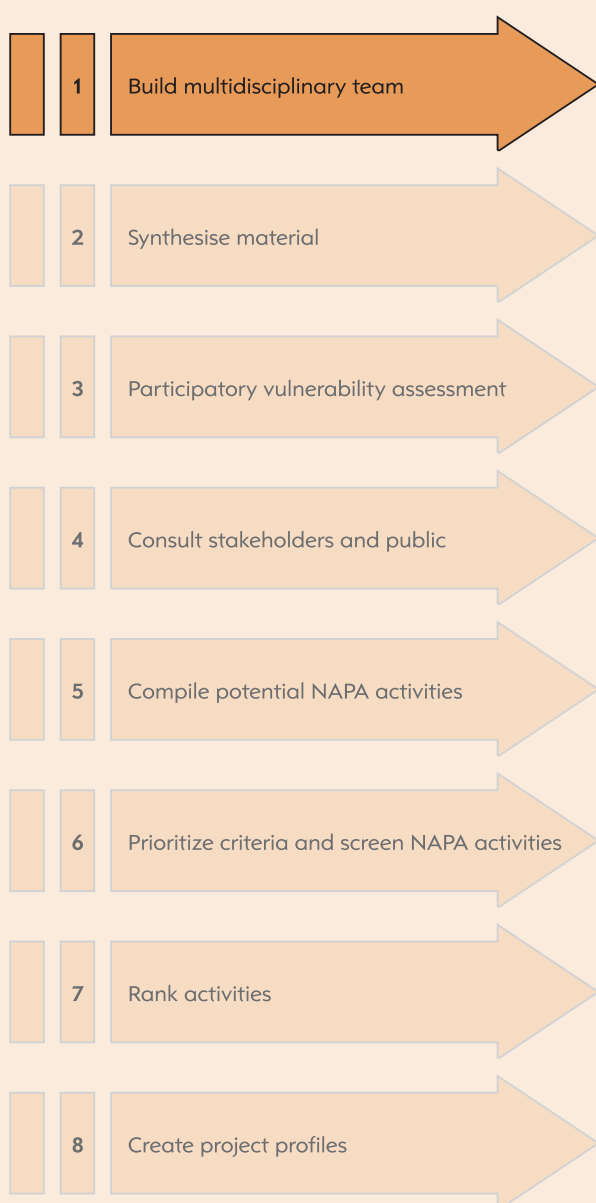 1 Build multidisciplinary team
2 Synthesise material
3 Participatory vulnerability assessment
4 Consult stakeholders and public
5 Compile potential NAPA activities
6 Prioritize criteria and screen NAPA activities
7 Rank activities
8 Create project profiles